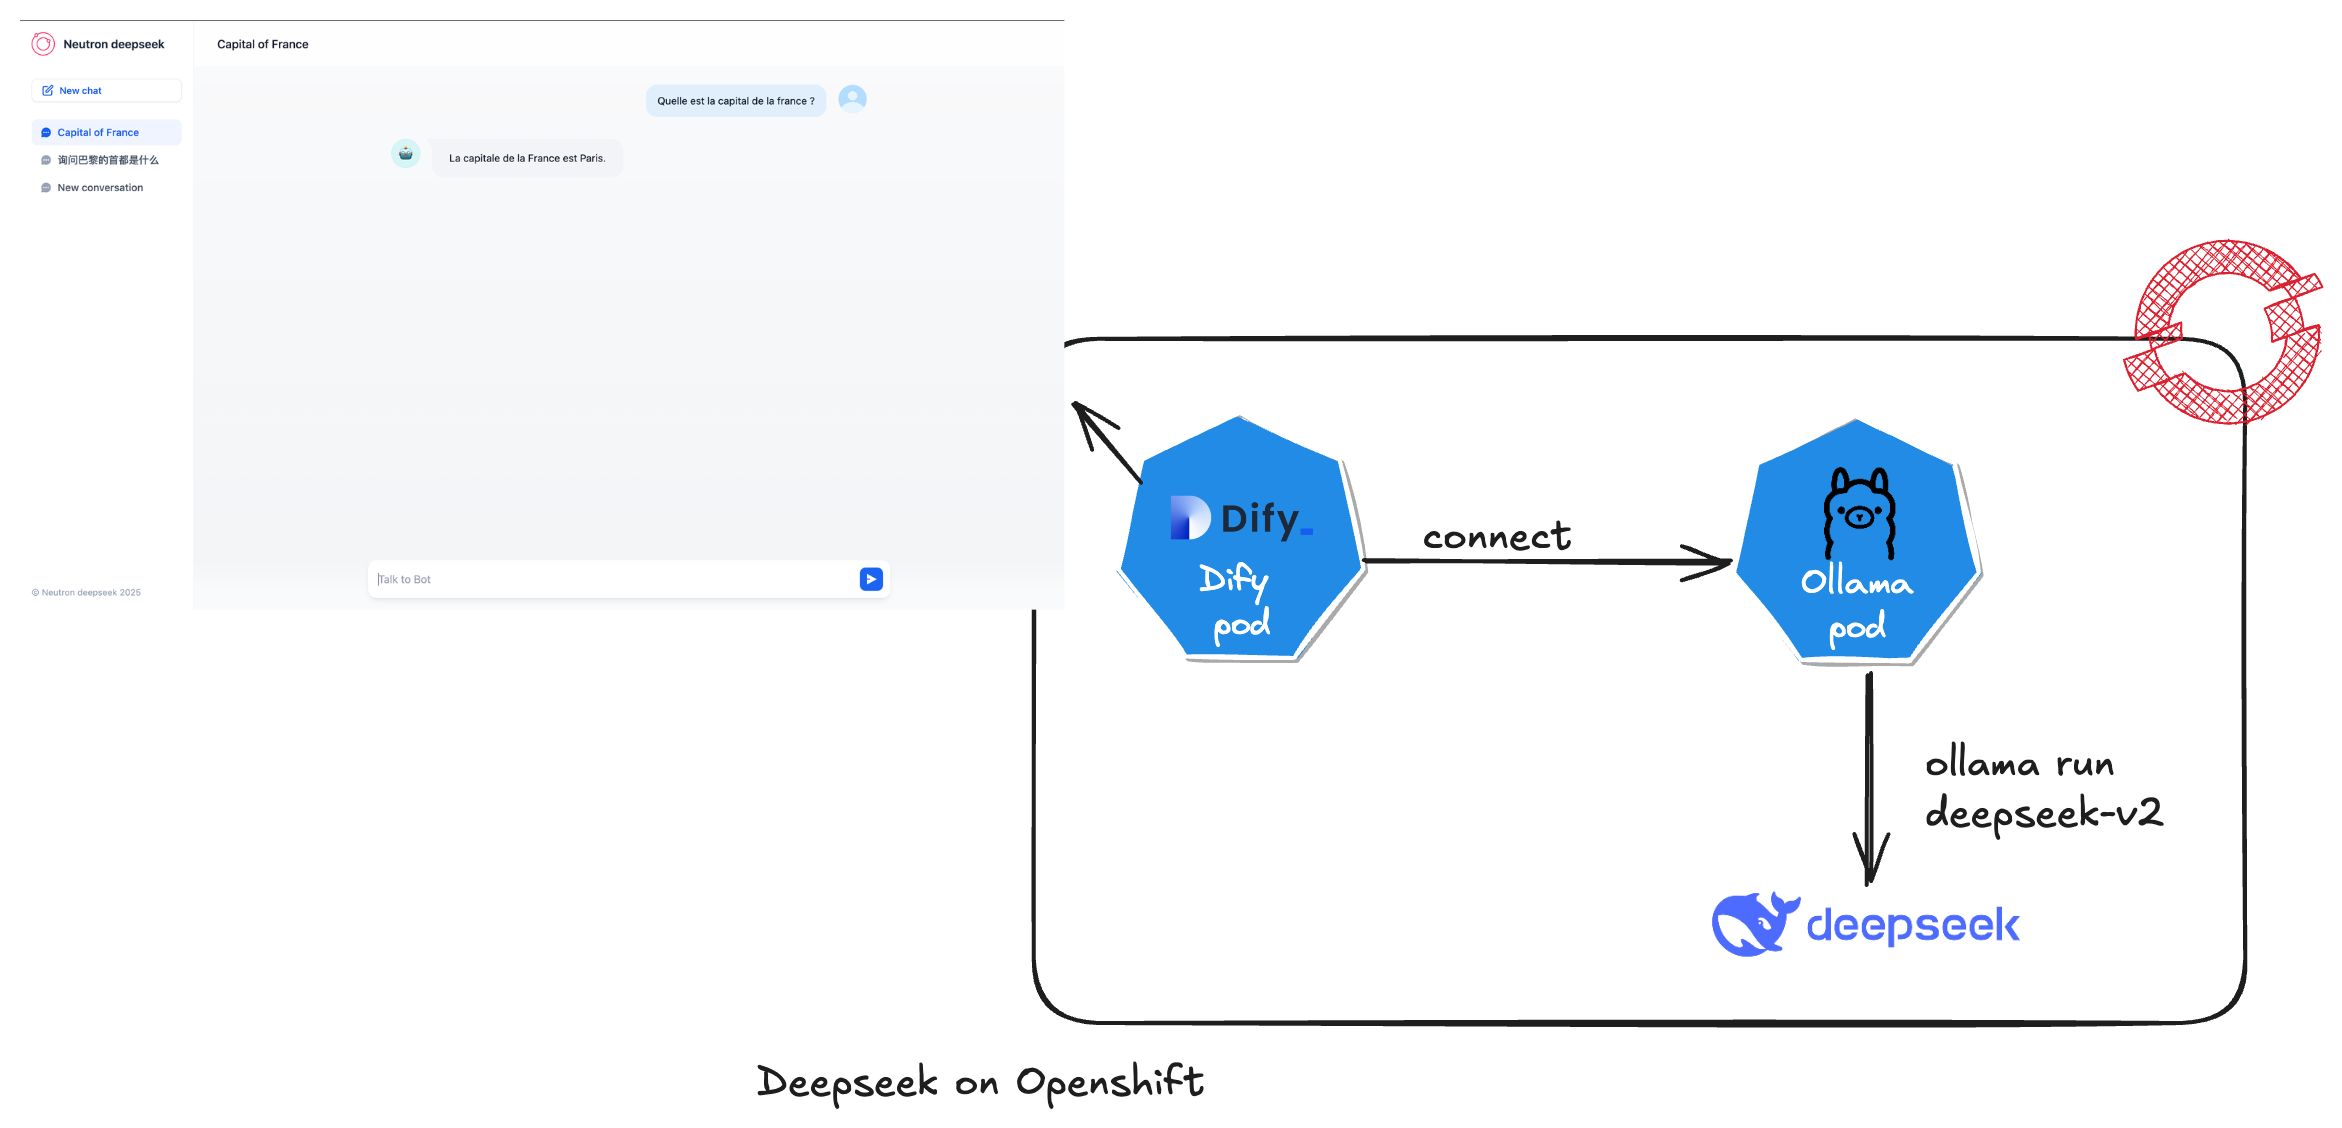 Neutron deepseek
Capital of France
New chat
Quelle est la capital de la france ?
Capital of France
La capitale de la France est Paris.
询问巴黎的首都是什么
New conversation
Talk to Bot
© Neutron deepseek 2025
Dify_
Dify
pod
connect
Ollama
pod
ollama run
deepseek-v2
deepseek
Deepseek on Openshift